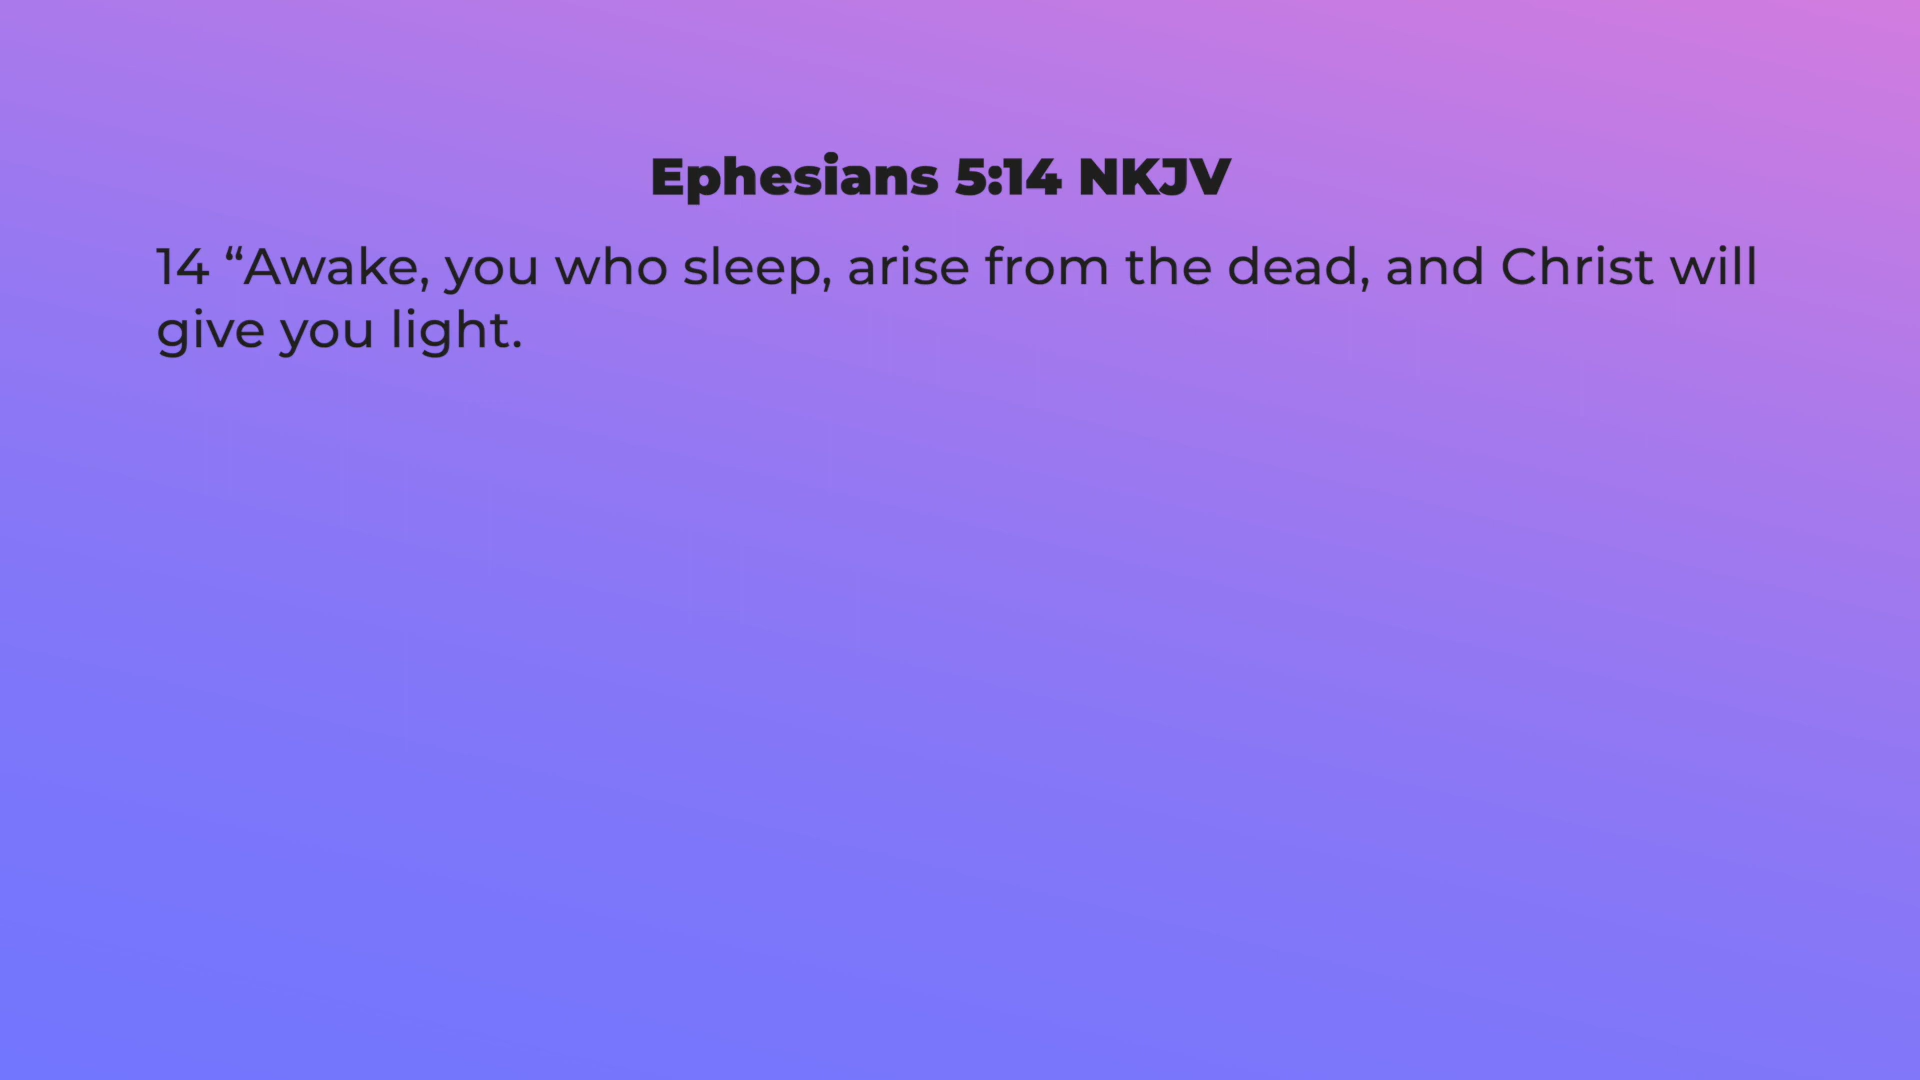 Ephesians 5:14 NKJV
14 “Awake, you who sleep, arise from the dead, and Christ will
give you light.